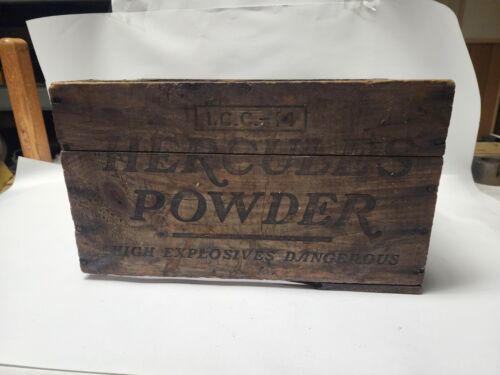 I.C.C.-14
HERCULES
POWDER
HIGH EXPLOSIVES DANGEROUS